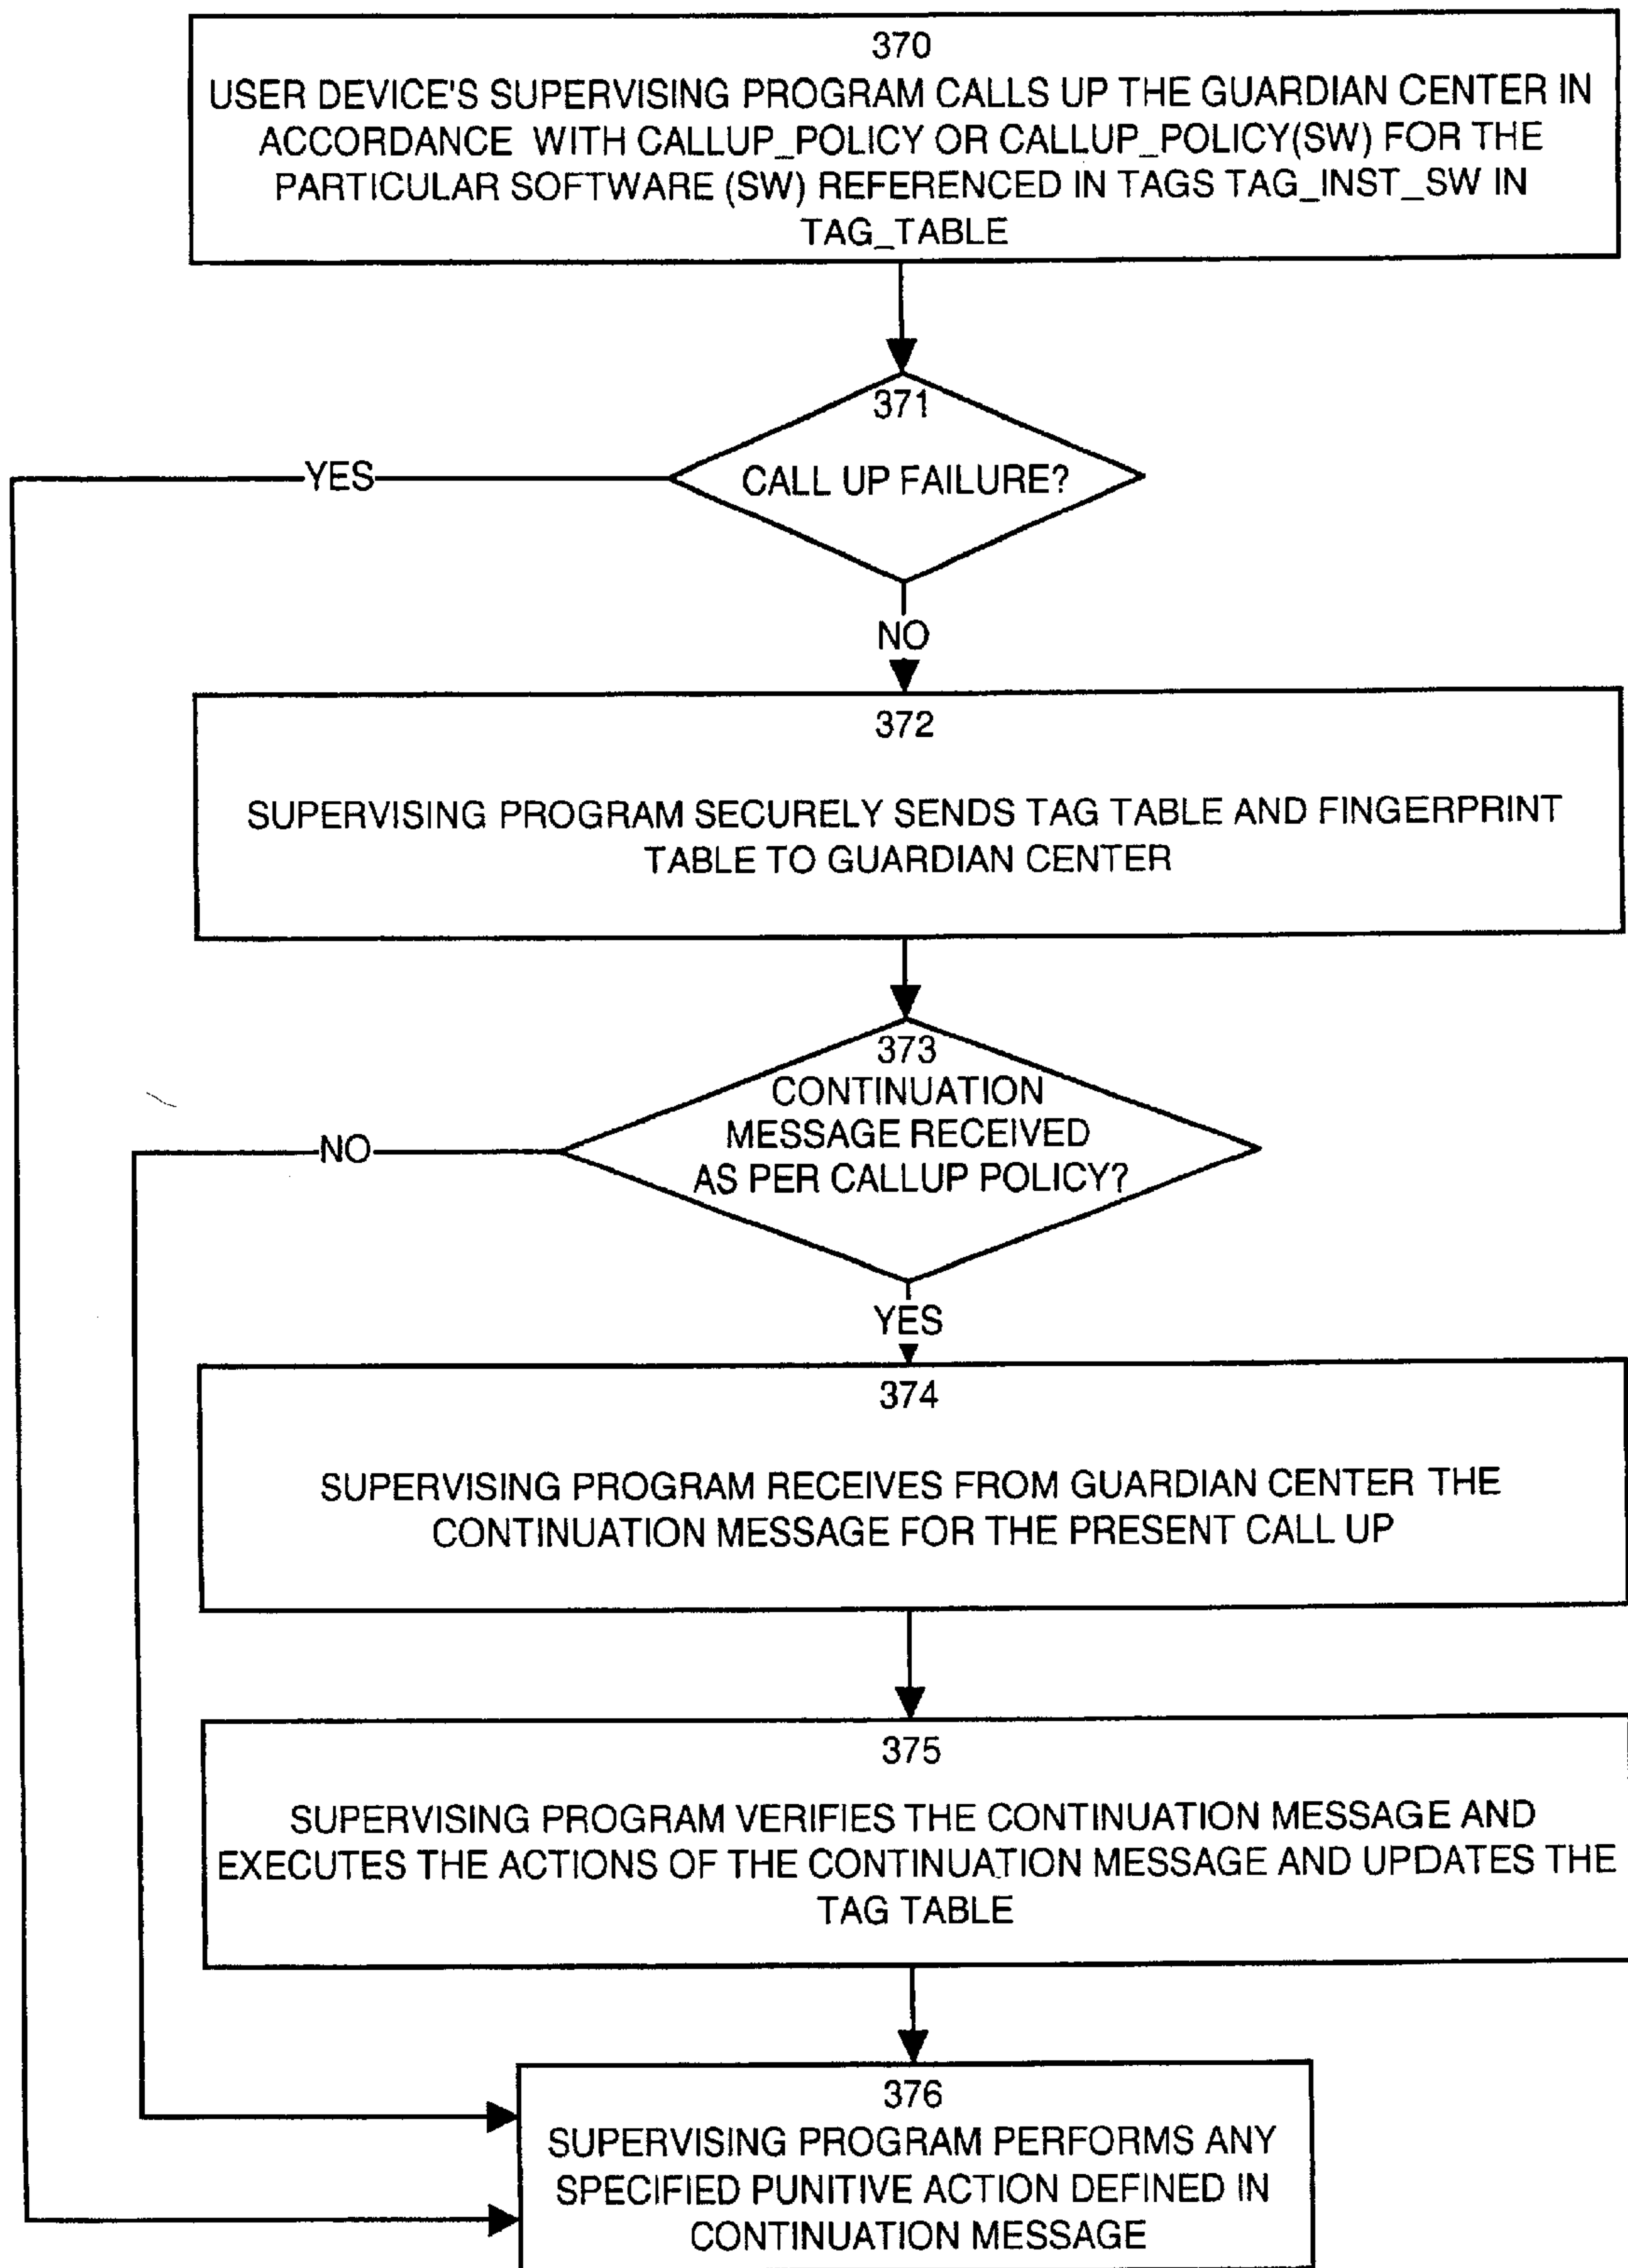 370
USER DEVICE'S SUPERVISING PROGRAM CALLS UP THE GUARDIAN CENTER IN
ACCORDANCE WITH CALLUP_POLICY OR CALLUP_POLICY(SW) FOR THE
PARTICULAR SOFTWARE (SW) REFERENCED IN TAGS TAG_INST_SW IN
TAG_TABLE
371
YES
CALL UP FAILURE?
NO
372
SUPERVISING PROGRAM SECURELY SENDS TAG TABLE AND FINGERPRINT
TABLE TO GUARDIAN CENTER
373
CONTINUATION
MESSAGE RECEIVED
NO
AS PER CALLUP POLICY?
YES
374
SUPERVISING PROGRAM RECEIVES FROM GUARDIAN CENTER THE
CONTINUATION MESSAGE FOR THE PRESENT CALL UP
375
SUPERVISING PROGRAM VERIFIES THE CONTINUATION MESSAGE AND
EXECUTES THE ACTIONS OF THE CONTINUATION MESSAGE AND UPDATES THE
TAG TABLE
376
SUPERVISING PROGRAM PERFORMS ANY
SPECIFIED PUNITIVE ACTION DEFINED IN
CONTINUATION MESSAGE